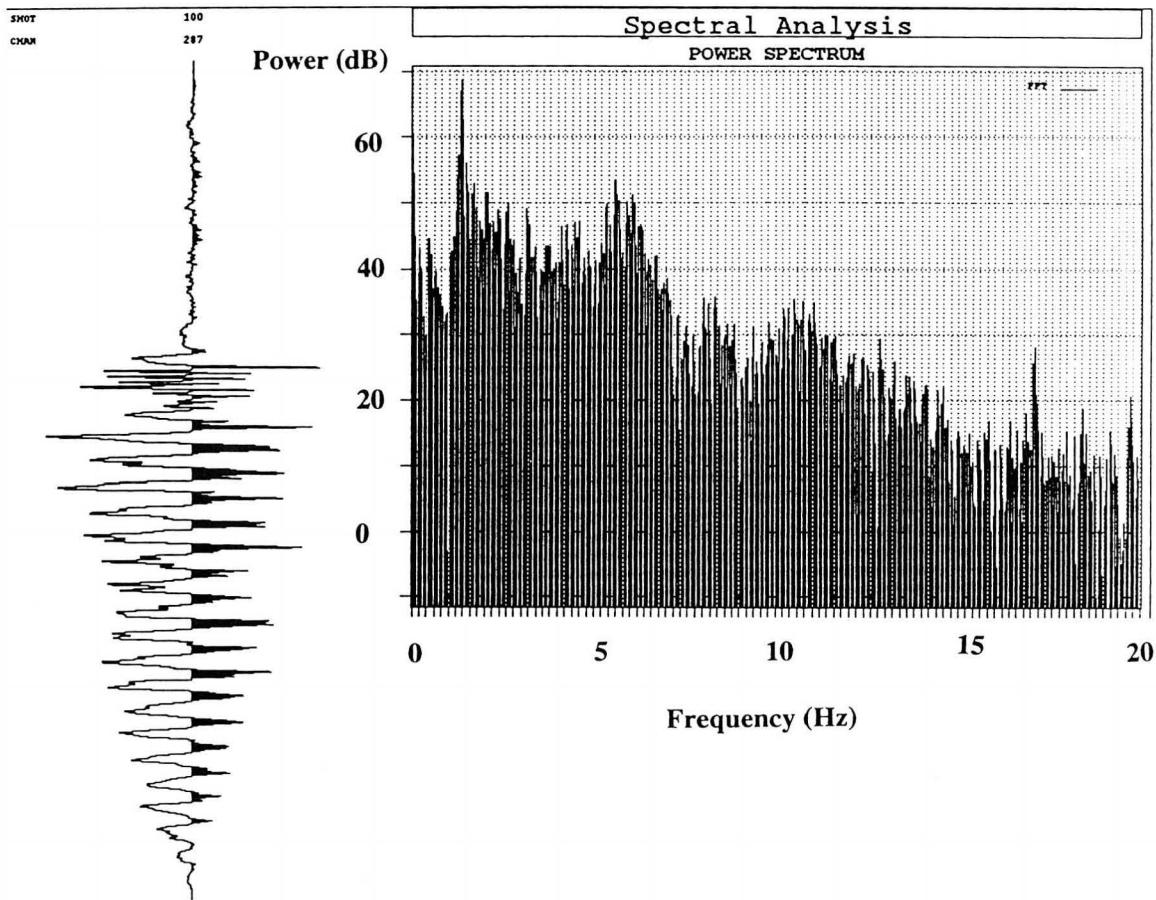 SHOT 100
CHAN 207
Spectral Analysis
POWER SPECTRUM
Power (dB)
FFT
60
40
20
0
0 5 10 15 20
Frequency (Hz)